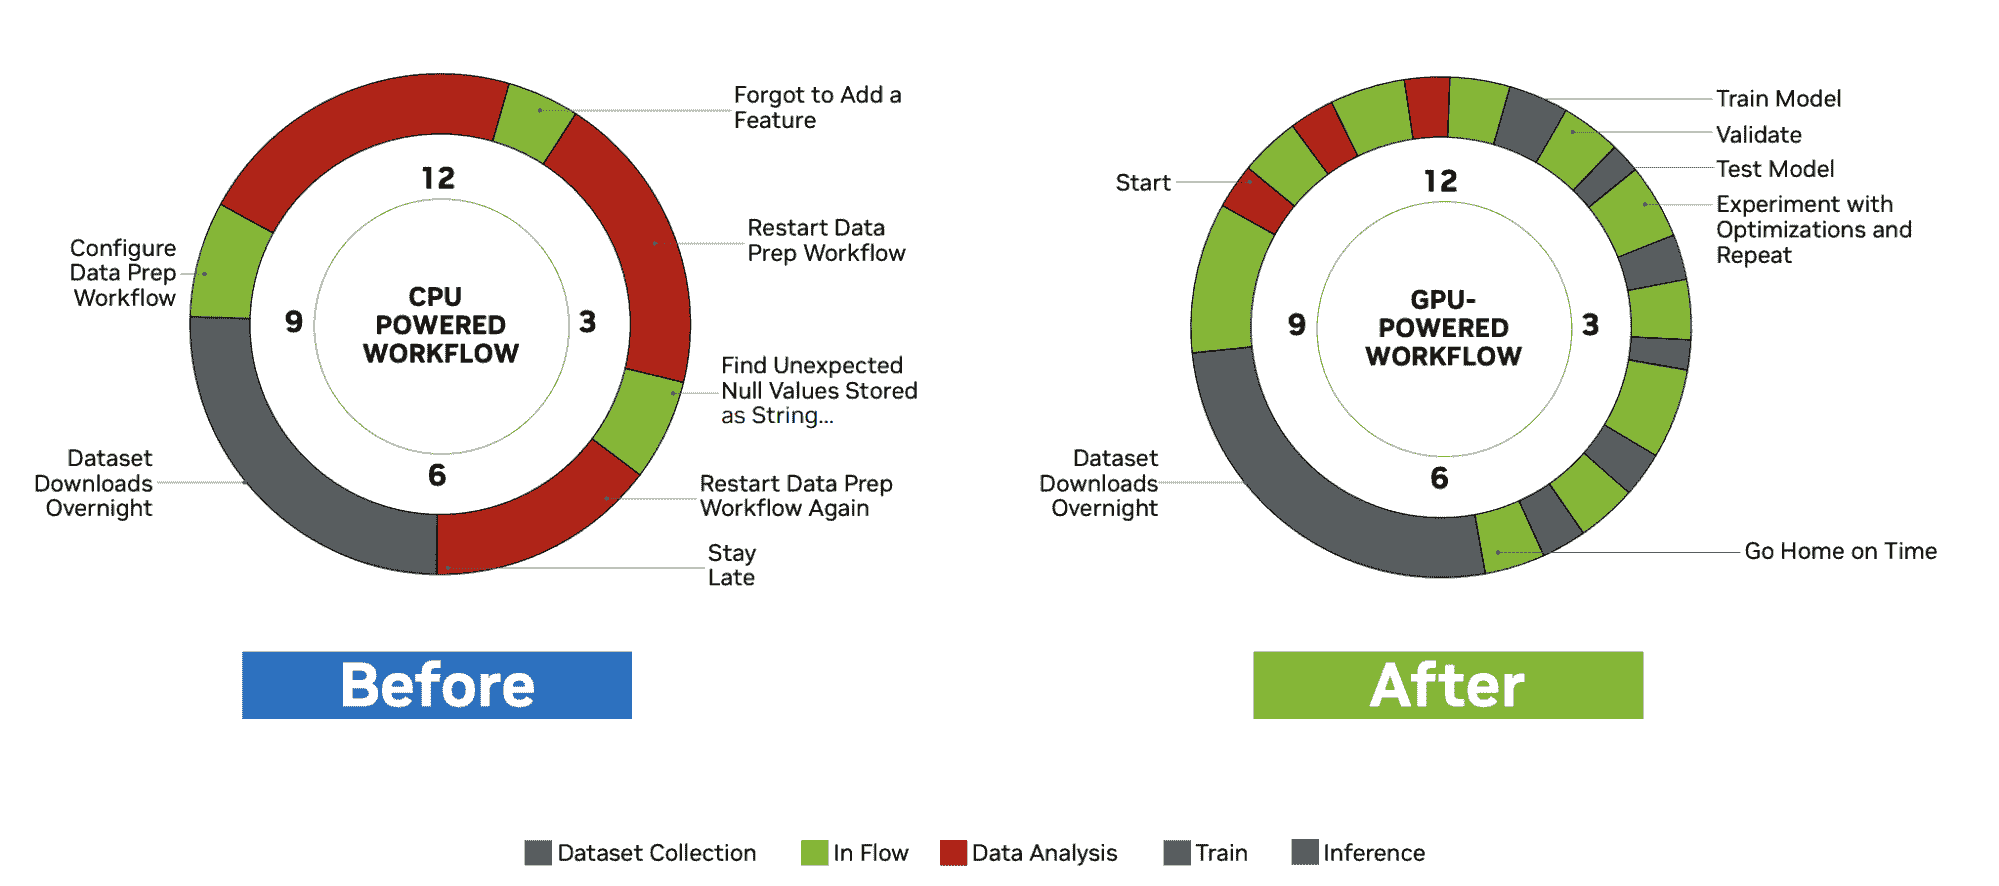 Forgot to Add a
Feature
12
Restart Data
Prep Workflow
Configure
Data Prep
Workflow
9
CPU
POWERED
WORKFLOW
3
Find Unexpected
Null Values Stored
as String...
6
Dataset
Downloads
Overnight
Restart Data Prep
Workflow Again
Stay
Late
Before
Train Model
Validate
Test Model
Start
12
Experiment with
Optimizations and
Repeat
9
GPU-
POWERED
WORKFLOW
3
6
Dataset
Downloads
Overnight
Go Home on Time
After
Dataset Collection
In Flow
Data Analysis
Train
Inference